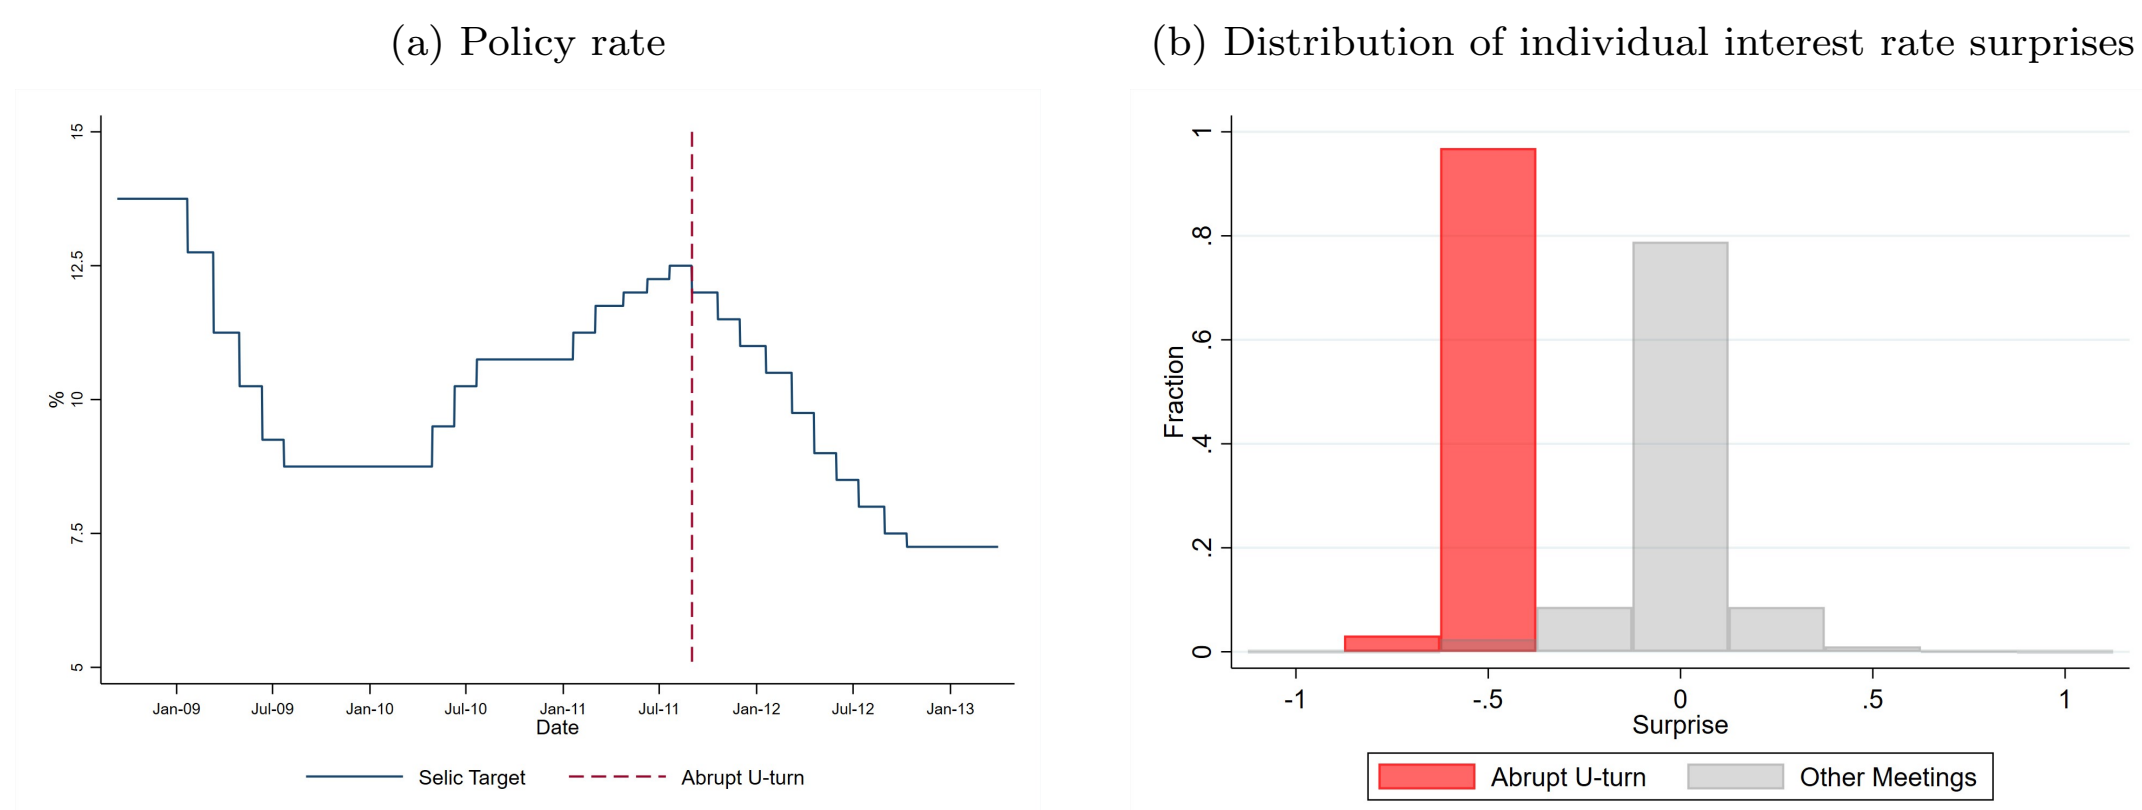 (a) Policy rate
15
12.5
10
7.5
5
%
Jan-09 Jul-09 Jan-10 Jul-10 Jan-11 Jul-11 Jan-12 Jul-12 Jan-13
Date
Selic Target Abrupt U-turn
(b) Distribution of individual interest rate surprises
1
.8
.6
.4
.2
0
Fraction
-1 -.5 0 .5 1
Surprise
Abrupt U-turn Other Meetings